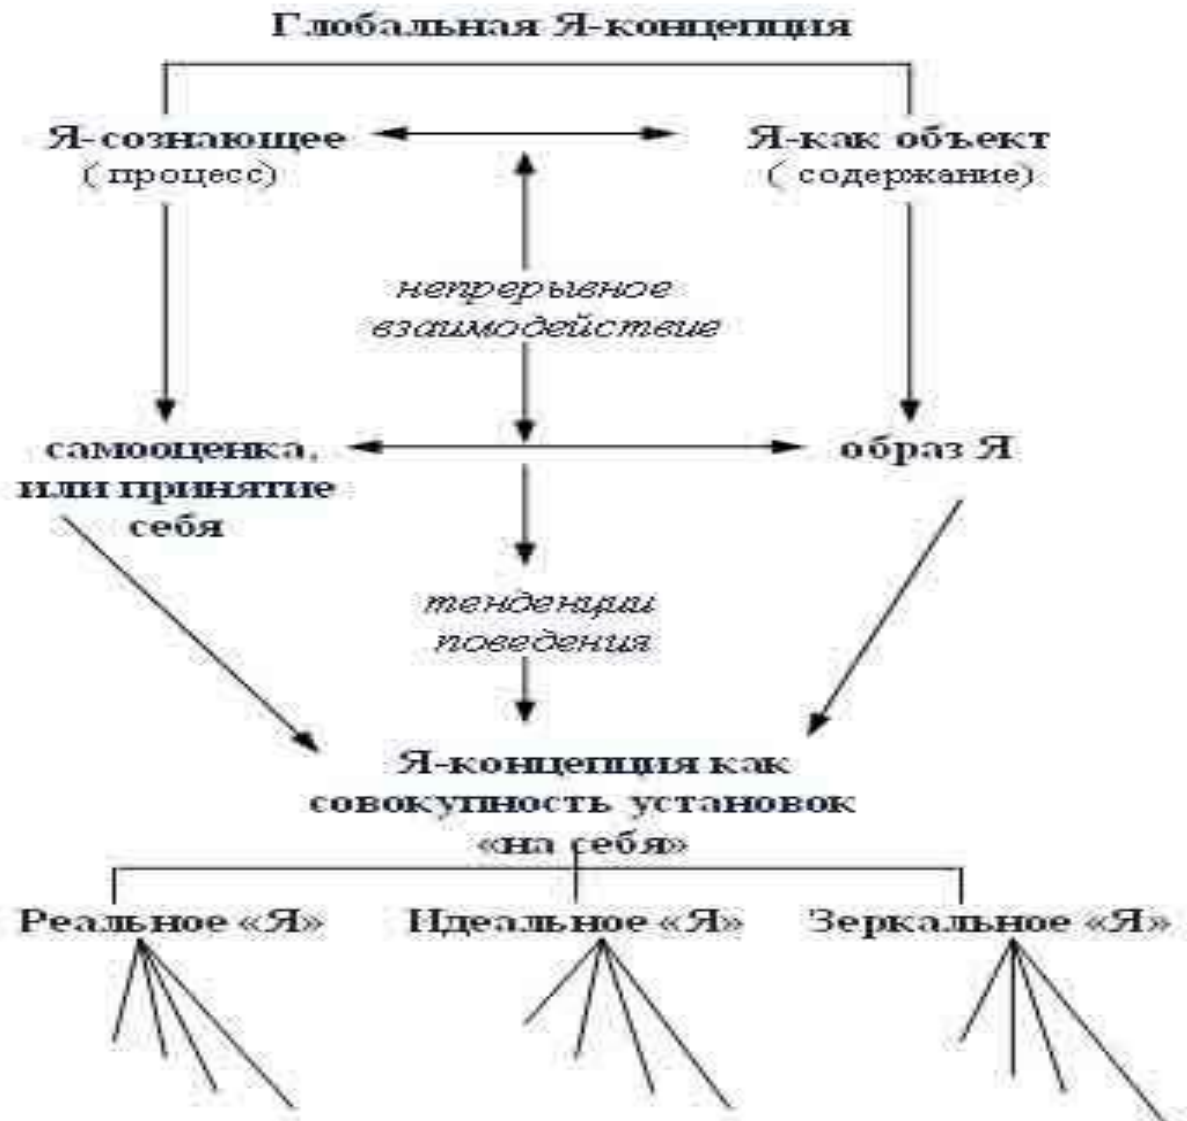 Глобальная Я-концепция
Я-сознающее
( процесс)
Я-как объект
( содержание)
непрерывное
взаимодействие
самооценка,
или принятие
себя
образ Я
тенденции
поведения
Я-концепция как
совокупность установок
«на себя»
Реальное «Я»
Идеальное «Я»
Зеркальное «Я»